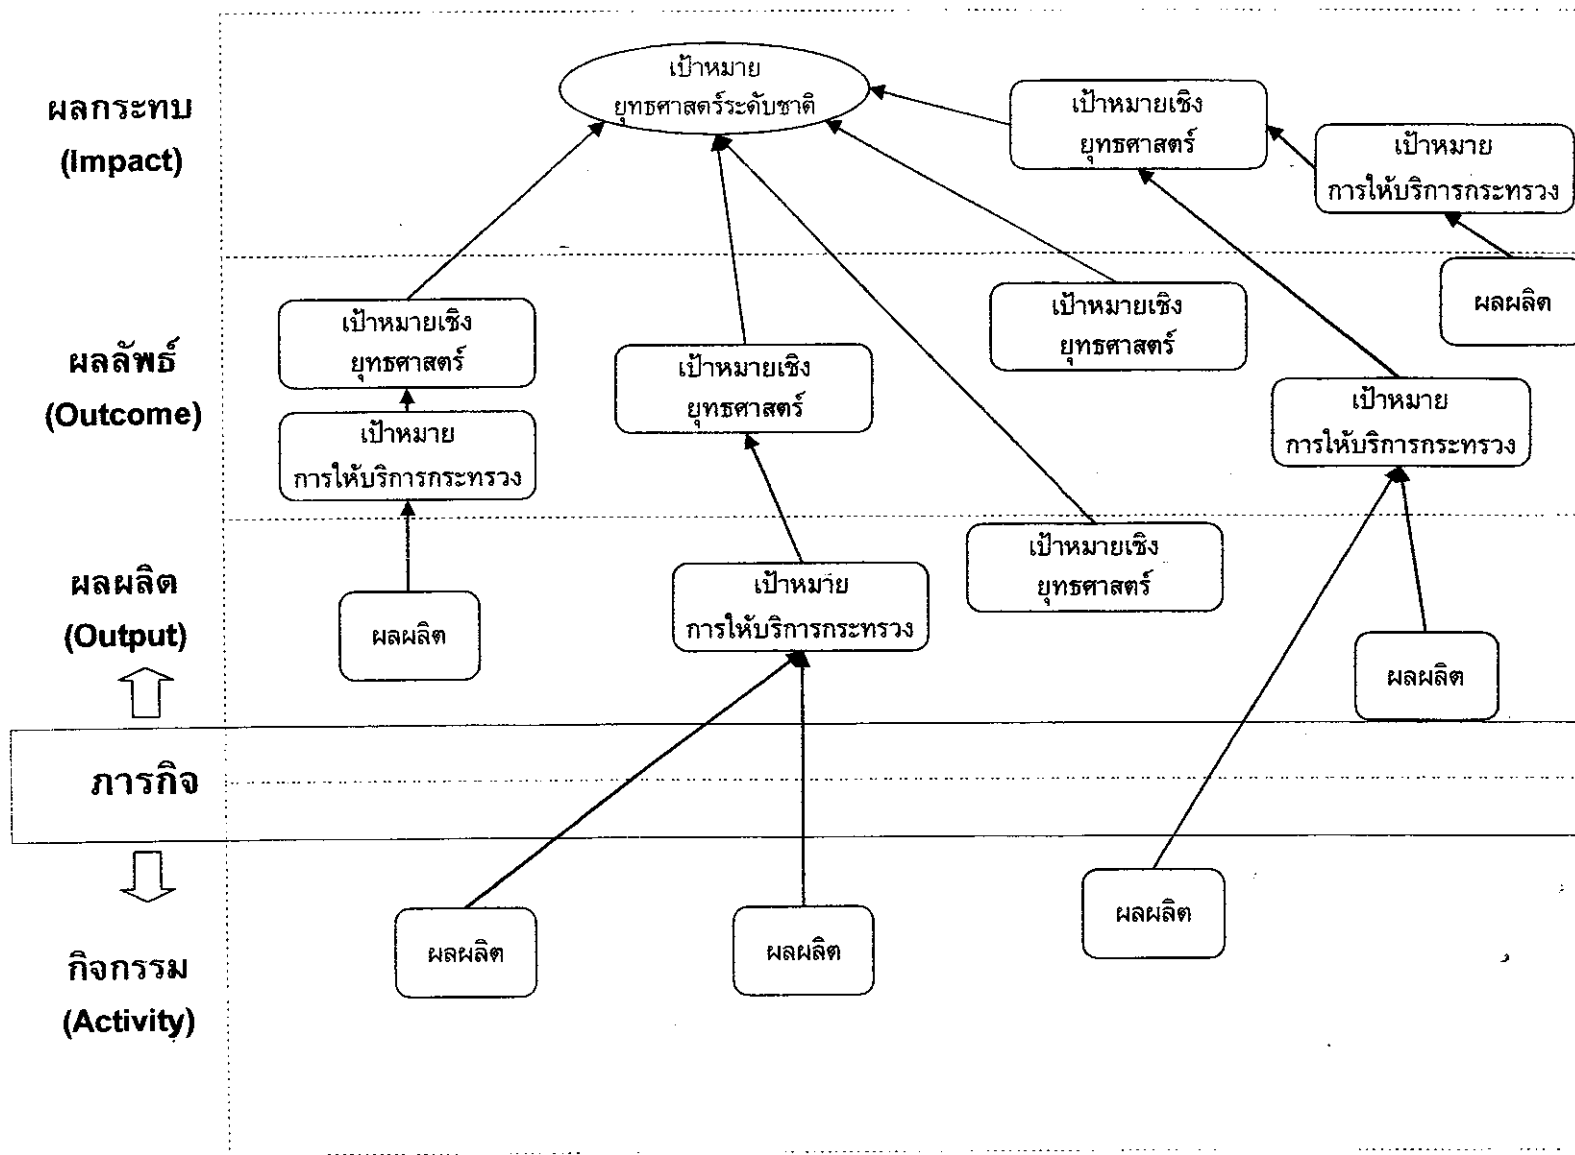 ผลกระทบ
(Impact)
เป้าหมาย
ยุทธศาสตร์ระดับชาติ
เป้าหมายเชิง
ยุทธศาสตร์
เป้าหมาย
การให้บริการกระทรวง
ผลลัพธ์
(Outcome)
เป้าหมายเชิง
ยุทธศาสตร์
เป้าหมาย
การให้บริการกระทรวง
เป้าหมายเชิง
ยุทธศาสตร์
เป้าหมายเชิง
ยุทธศาสตร์
ผลผลิต
เป้าหมาย
การให้บริการกระทรวง
ผลผลิต
(Output)
ผลผลิต
เป้าหมาย
การให้บริการกระทรวง
เป้าหมายเชิง
ยุทธศาสตร์
ผลผลิต
ภารกิจ
กิจกรรม
(Activity)
ผลผลิต
ผลผลิต
ผลผลิต